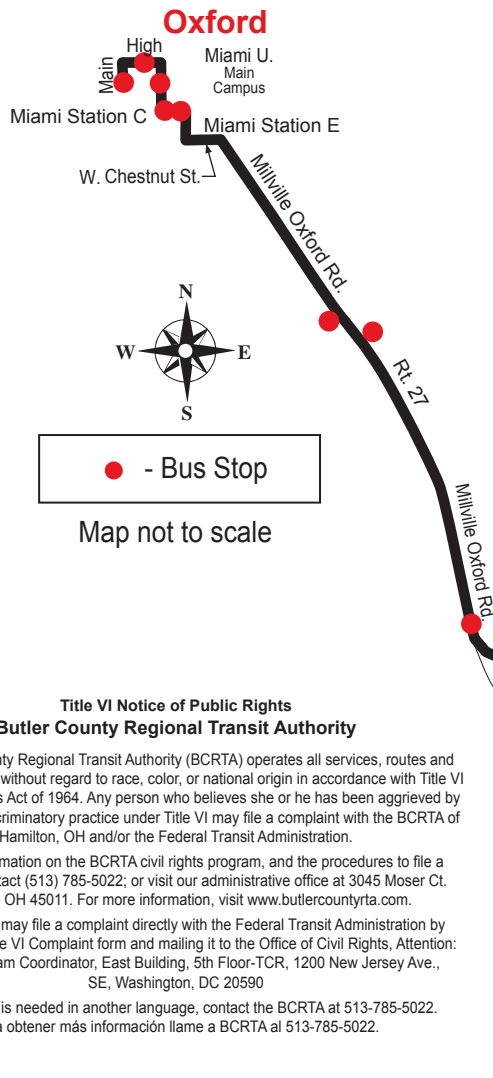 Oxford
High
Main
Miami U.
Main
Campus
Miami Station C
Miami Station E
W. Chestnut St.
Millville Oxford Rd.
N
W
E
S
Rt. 27
- Bus Stop
Millville Oxford Rd.
Map not to scale
Title VI Notice of Public Rights
Butler County Regional Transit Authority
ty Regional Transit Authority (BCRTA) operates all services, routes and
without regard to race, color, or national origin in accordance with Title VI
s Act of 1964. Any person who believes she or he has been aggrieved by
criminatory practice under Title VI may file a complaint with the BCRTA of
Hamilton, OH and/or the Federal Transit Administration.
mation on the BCRTA civil rights program, and the procedures to file a
tact (513) 785-5022; or visit our administrative office at 3045 Moser Ct.
OH 45011. For more information, visit www.butlercountyrta.com.
may file a complaint directly with the Federal Transit Administration by
e VI Complaint form and mailing it to the Office of Civil Rights, Attention:
am Coordinator, East Building, 5th Floor-TCR, 1200 New Jersey Ave.,
SE, Washington, DC 20590
is needed in another language, contact the BCRTA at 513-785-5022.
a obtener más información llame a BCRTA al 513-785-5022.